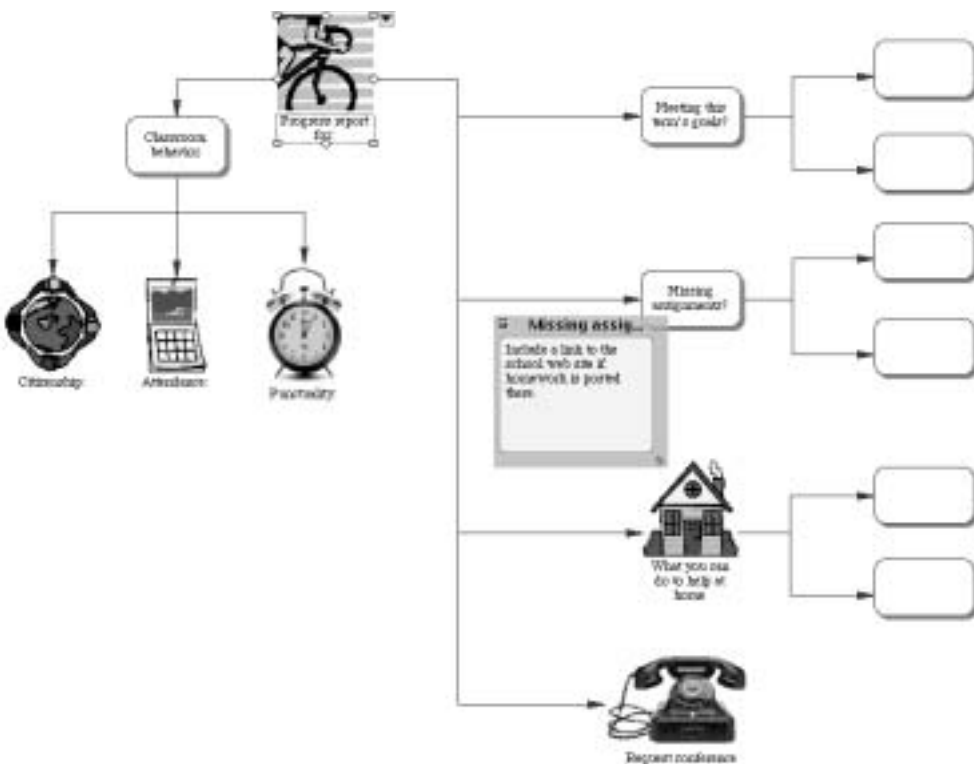 Progress report
for
Classroom
behavior
Citizenship
Attendance
Punctuality
Meeting this
term's goals?
Missing
assignments?
Missing assig...
Include a link to the
school web site if
homework is posted
there
What you can
do to help at
home
Request conference